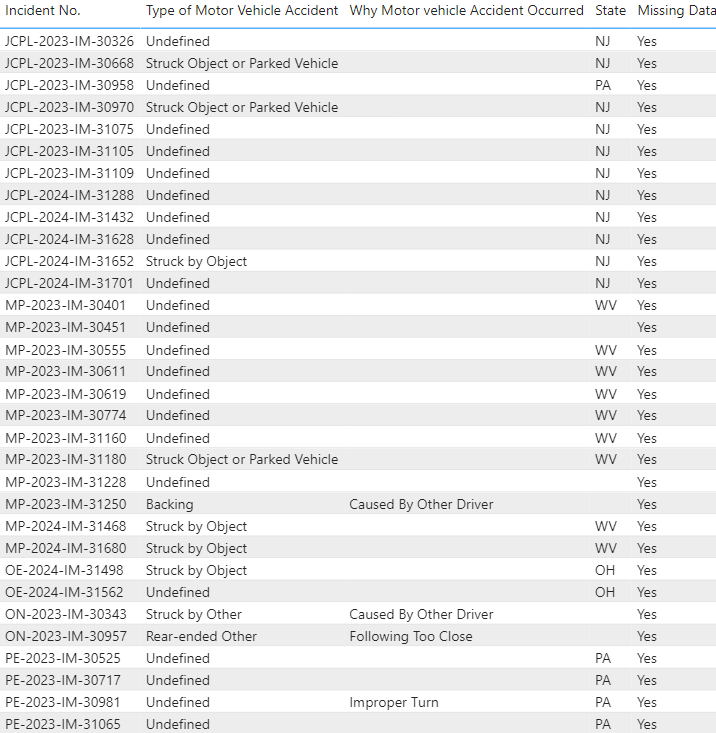 Incident No. Type of Motor Vehicle Accident Why Motor vehicle Accident Occurred State Missing Data
JCPL-2023-IM-30326 Undefined NJ Yes
JCPL-2023-IM-30668 Struck Object or Parked Vehicle NJ Yes
JCPL-2023-IM-30958 Undefined PA Yes
JCPL-2023-IM-30970 Struck Object or Parked Vehicle NJ Yes
JCPL-2023-IM-31075 Undefined NJ Yes
JCPL-2023-IM-31105 Undefined NJ Yes
JCPL-2023-IM-31109 Undefined NJ Yes
JCPL-2024-IM-31288 Undefined NJ Yes
JCPL-2024-IM-31432 Undefined NJ Yes
JCPL-2024-IM-31628 Undefined NJ Yes
JCPL-2024-IM-31652 Struck by Object NJ Yes
JCPL-2024-IM-31701 Undefined NJ Yes
MP-2023-IM-30401 Undefined WV Yes
MP-2023-IM-30451 Yes
MP-2023-IM-30555 Undefined WV Yes
MP-2023-IM-30611 Undefined WV Yes
MP-2023-IM-30619 Undefined WV Yes
MP-2023-IM-30774 Undefined WV Yes
MP-2023-IM-31160 Undefined WV Yes
MP-2023-IM-31180 Struck Object or Parked Vehicle WV Yes
MP-2023-IM-31228 Undefined Yes
MP-2023-IM-31250 Backing Caused By Other Driver Yes
MP-2024-IM-31468 Struck by Object WV Yes
MP-2024-IM-31680 Struck by Object WV Yes
OE-2024-IM-31498 Struck by Object OH Yes
OE-2024-IM-31562 Undefined OH Yes
ON-2023-IM-30343 Struck by Other Caused By Other Driver Yes
ON-2023-IM-30957 Rear-ended Other Following Too Close Yes
PE-2023-IM-30525 Undefined PA Yes
PE-2023-IM-30717 Undefined PA Yes
PE-2023-IM-30981 Undefined Improper Turn PA Yes
PE-2023-IM-31065 Undefined PA Yes